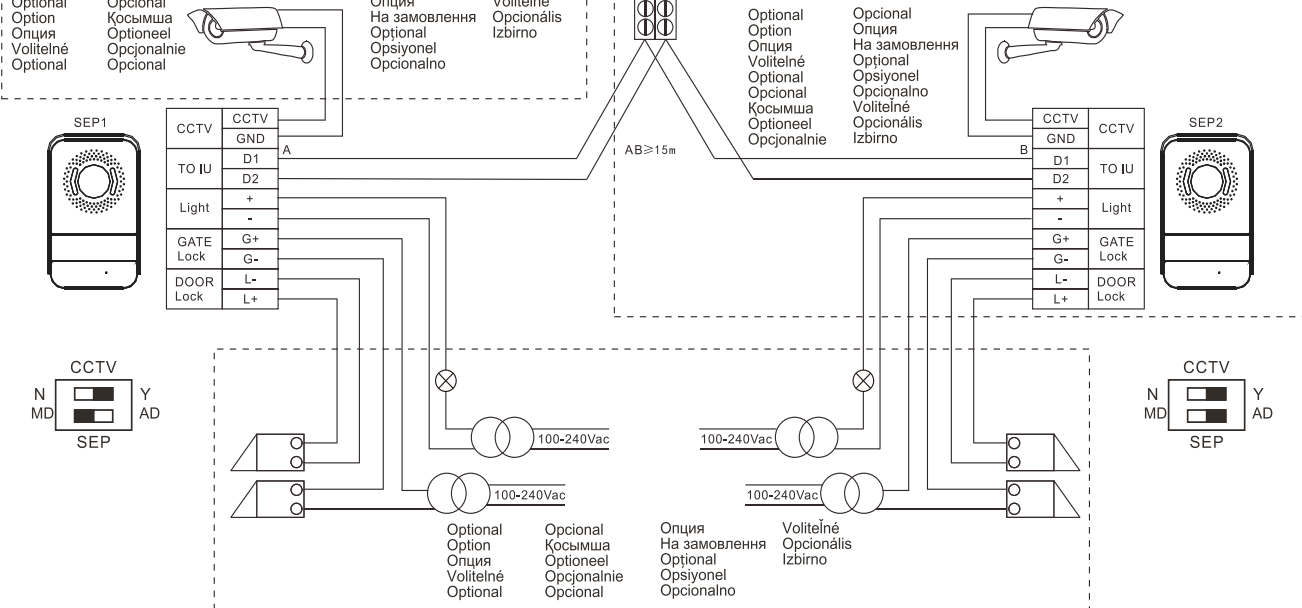 Optional
Option
Опция
Volitelné
Optional
Opcional
Қосымша
Optioneel
Opcjonalnie
Opcional
Опция
На замовлення
Opțional
Opsiyonel
Opcionalno
Voliteľné
Opcionális
Izbirno
Optional
Option
Опция
Volitelné
Optional
Opcional
Қосымша
Optioneel
Opcjonalnie
Opcional
Опция
На замовлення
Opțional
Opsiyonel
Opcionalno
Voliteľné
Opcionális
Izbirno
SEP1
CCTV
CCTV
GND
TO IU
D1
D2
Light
+
-
GATE
Lock
G+
G-
DOOR
Lock
L-
L+
A
AB≥15m
B
CCTV
GND
CCTV
D1
D2
TO IU
+
-
Light
G+
G-
GATE
Lock
L-
L+
DOOR
Lock
SEP2
CCTV
N Y
MD AD
SEP
CCTV
N Y
MD AD
SEP
100-240Vac
100-240Vac
100-240Vac
100-240Vac
Optional
Option
Опция
Volitelné
Optional
Opcional
Қосымша
Optioneel
Opcjonalnie
Opcional
Опция
На замовлення
Opțional
Opsiyonel
Opcionalno
Voliteľné
Opcionális
Izbirno